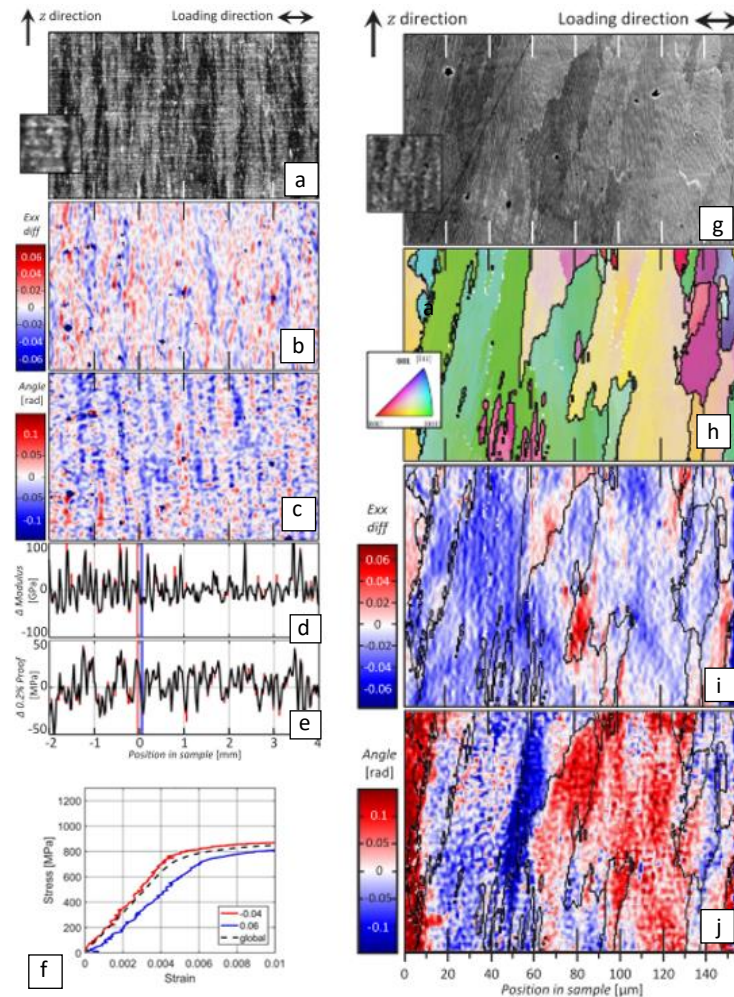 z direction
Loading direction
a
Exx
diff
0.06
0.04
0.02
0
-0.02
-0.04
-0.06
b
Angle
[rad]
0.1
0.05
0
-0.05
-0.1
c
100
Δ Modulus
[GPa]
-100
d
50
Δ 0.2% Proof
[MPa]
-50
e
-2 -1 0 1 2 3 4
Position in sample [mm]
1200
1000
800
600
400
200
0
Stress [MPa]
-0.04
0.06
global
0 0.002 0.004 0.006 0.008 0.01
Strain
f
z direction
Loading direction
g
a
001
h
Exx
diff
0.06
0.04
0.02
0
-0.02
-0.04
-0.06
i
Angle
[rad]
0.1
0.05
0
-0.05
-0.1
j
0 20 40 60 80 100 120 140
Position in sample [μm]